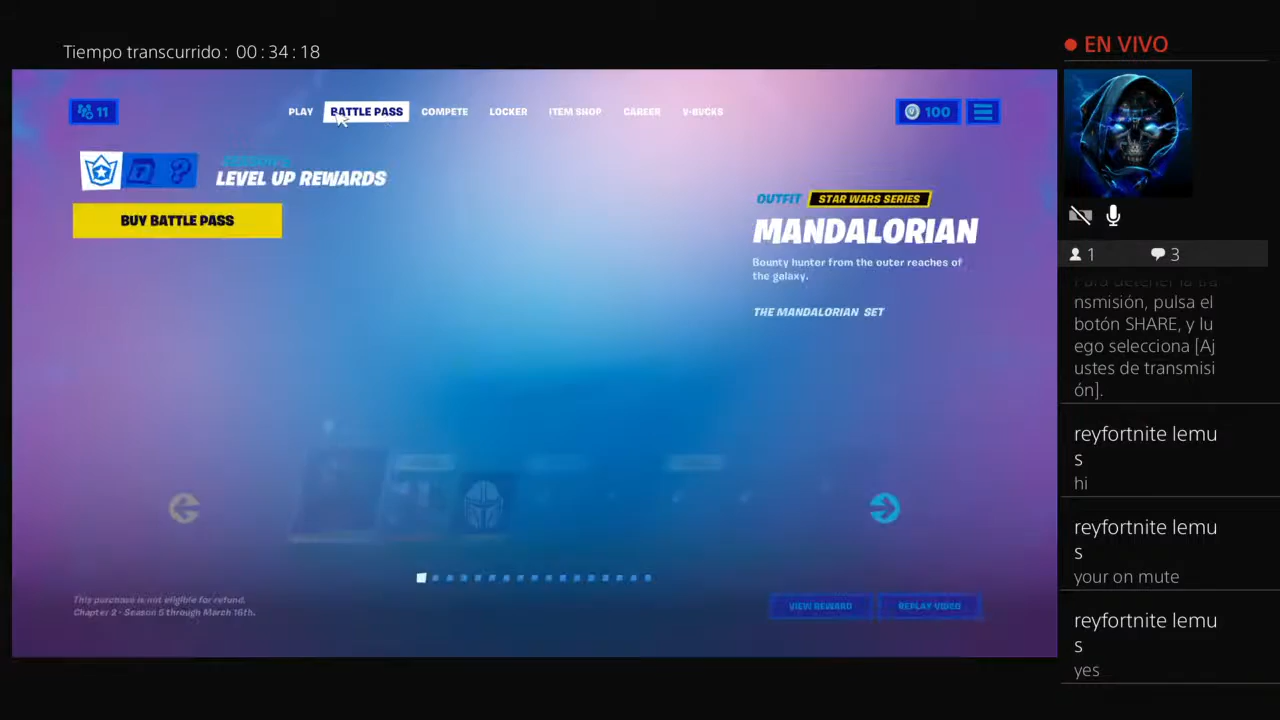 Tiempo transcurrido: 00:34:18
EN VIVO
11
PLAY BATTLE PASS COMPETE LOCKER ITEM SHOP CAREER V-BUCKS
100
LEVEL UP REWARDS
BUY BATTLE PASS
OUTFIT STAR WARS SERIES
MANDALORIAN
Bounty hunter from the outer reaches of
the galaxy.
THE MANDALORIAN SET
This purchase is not eligible for refund.
Chapter 2 - Season 5 through March 16th.
VIEW REWARD REPLAY VIDEO
1 3
Para detener la tra
nsmisión, pulsa el
botón SHARE, y lu
ego selecciona [Aj
ustes de transmisi
ón].
reyfortnite lemu
s
hi
reyfortnite lemu
s
your on mute
reyfortnite lemu
s
yes